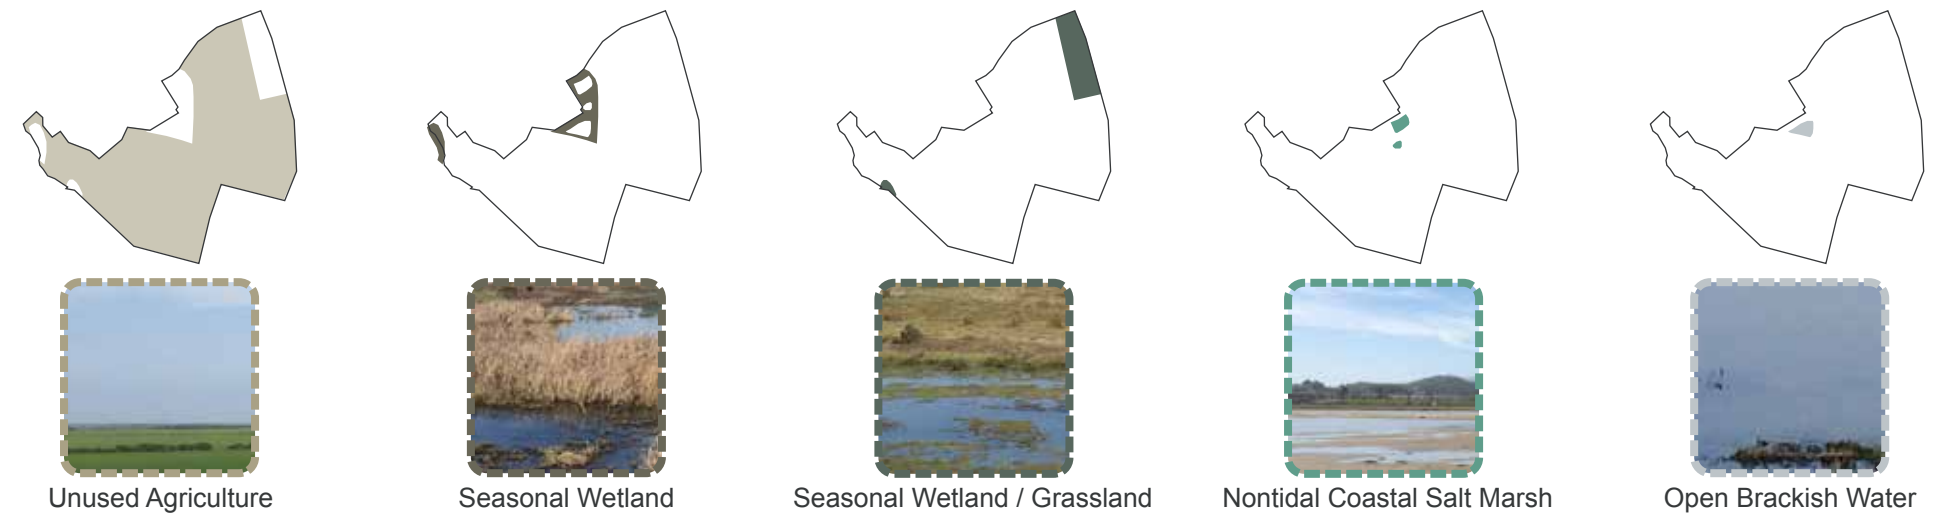 Unused Agriculture
Seasonal Wetland
Seasonal Wetland / Grassland
Nontidal Coastal Salt Marsh
Open Brackish Water